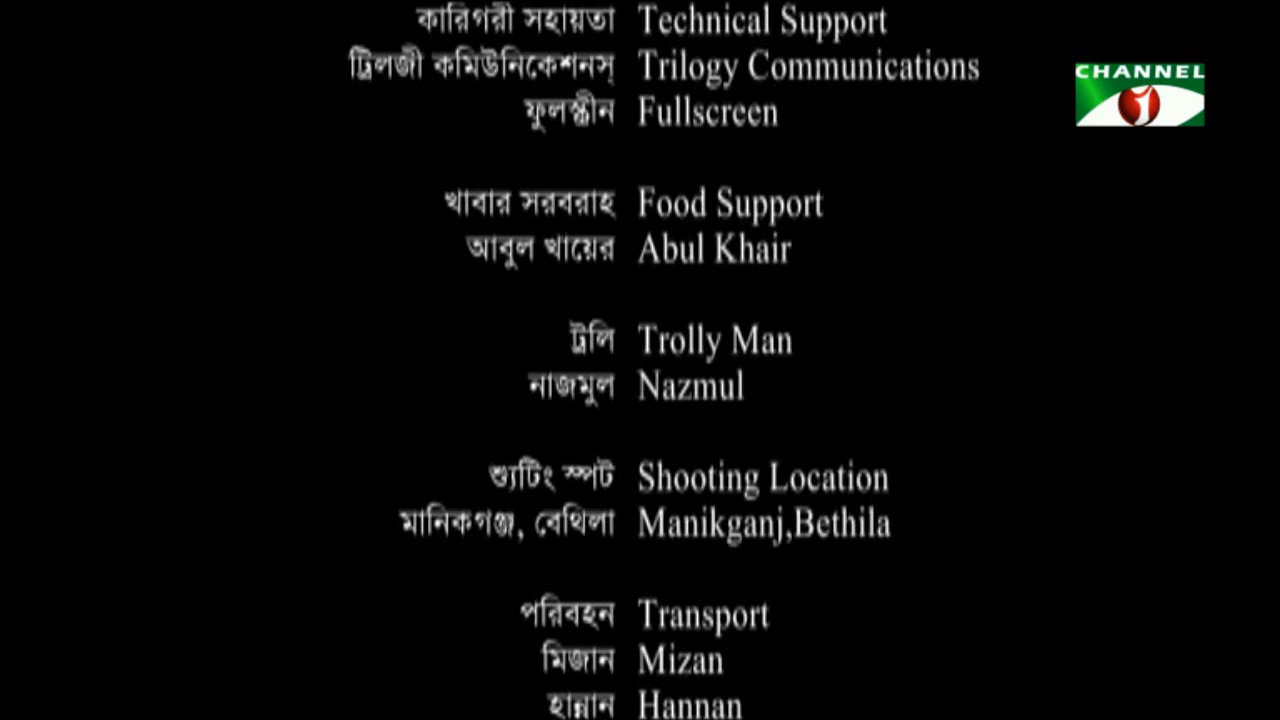 কারিগরী সহায়তা Technical Support
ট্রিলজী কমিউনিকেশনস্ Trilogy Communications
ফুলস্ক্রীন Fullscreen
CHANNEL
খাবার সরবরাহ Food Support
আবুল খায়ের Abul Khair
ট্রলি Trolly Man
নাজমুল Nazmul
শ্যুটিং স্পট Shooting Location
মানিকগঞ্জ, বেথিলা Manikganj,Bethila
পরিবহন Transport
মিজান Mizan
হান্নান Hannan